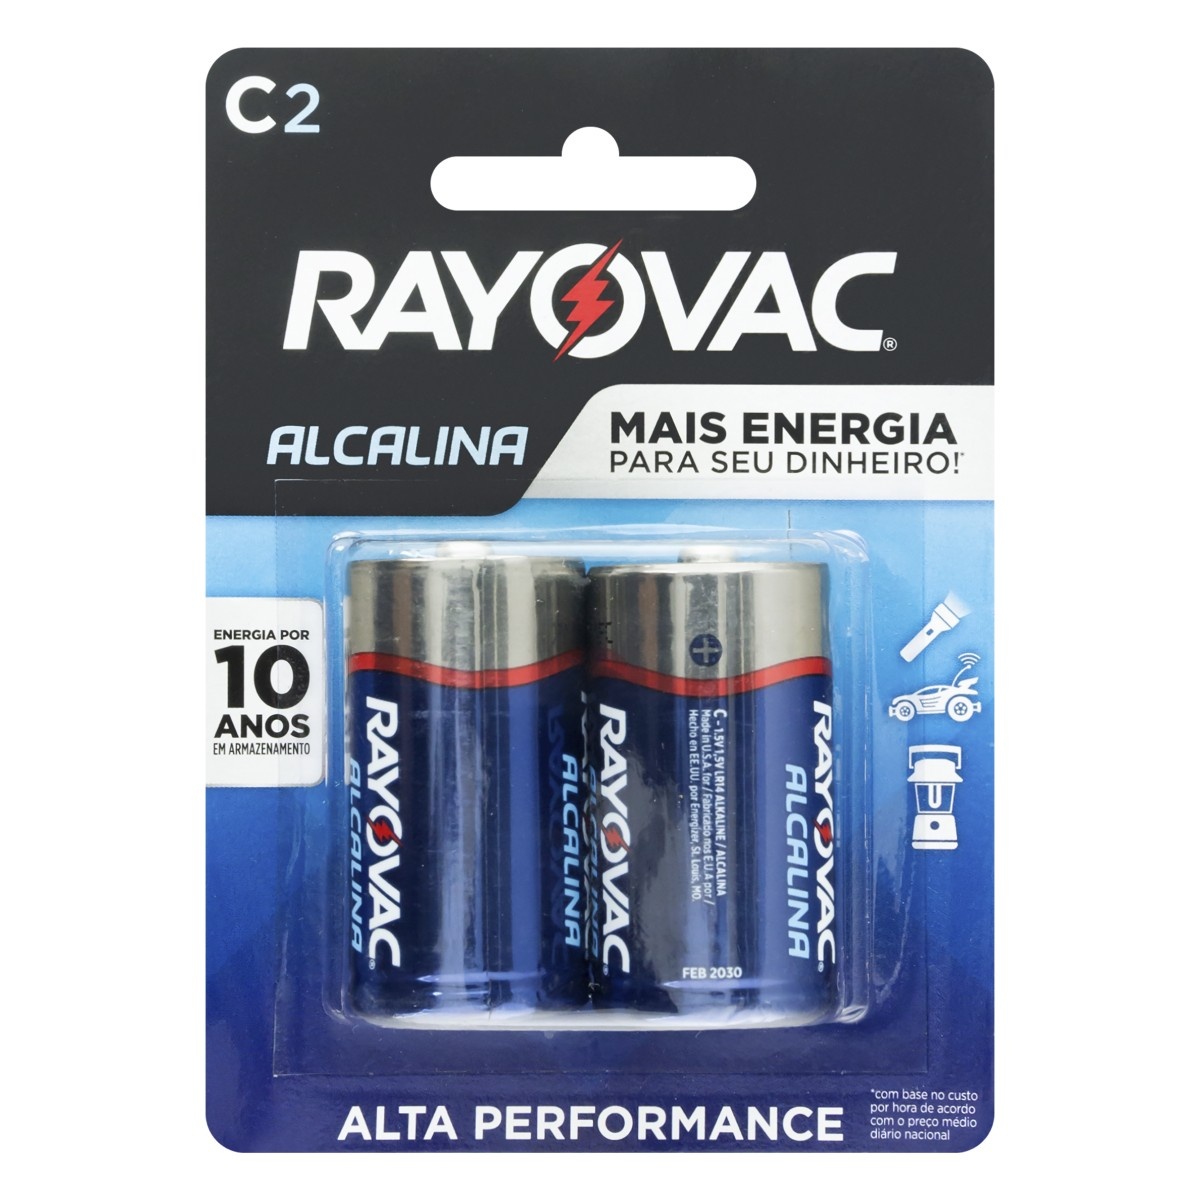 C2
RAYOVAC®
ALCALINA
MAIS ENERGIA
PARA SEU DINHEIRO!*
ENERGIA POR
10
ANOS
EM ARMAZENAMENTO
RAYOVAC®
ALCALINA
ALCALINA
ALCALINA
RAYOVAC
C - 1.5V 1,5V LR14 ALKALINE / ALCALINA
Made in U.S.A. for / Fabricado nos E.U.A por /
Hecho en EE.UU. por Energizer, St. Louis, MO.
FEB 2030
RAYOVAC®
ALCALINA
ALTA PERFORMANCE
*com base no custo
por hora de acordo
com o preço médio
diário nacional